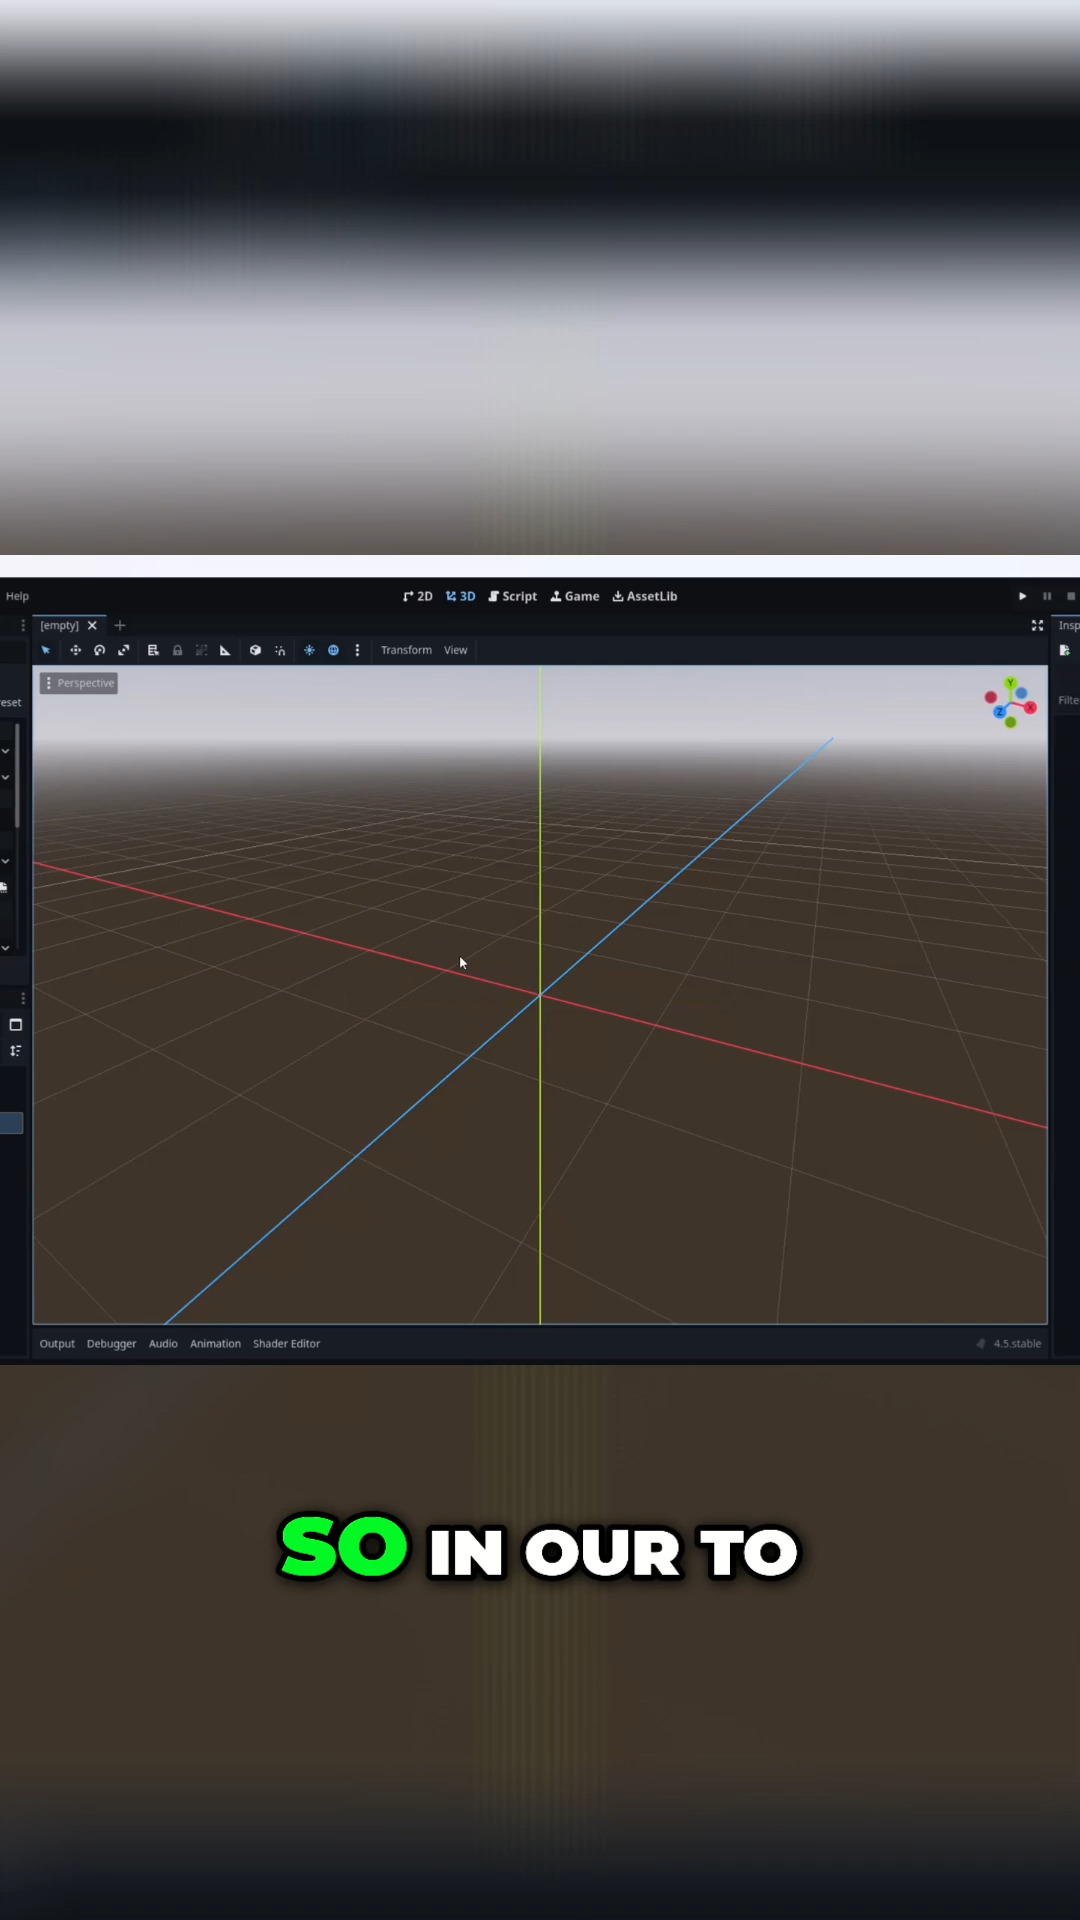 Help
2D 3D Script Game AssetLib
[empty]
Insp
Transform View
Perspective
Y
X
Z
eset
Filte
Output Debugger Audio Animation Shader Editor
4.5.stable
SO IN OUR TO